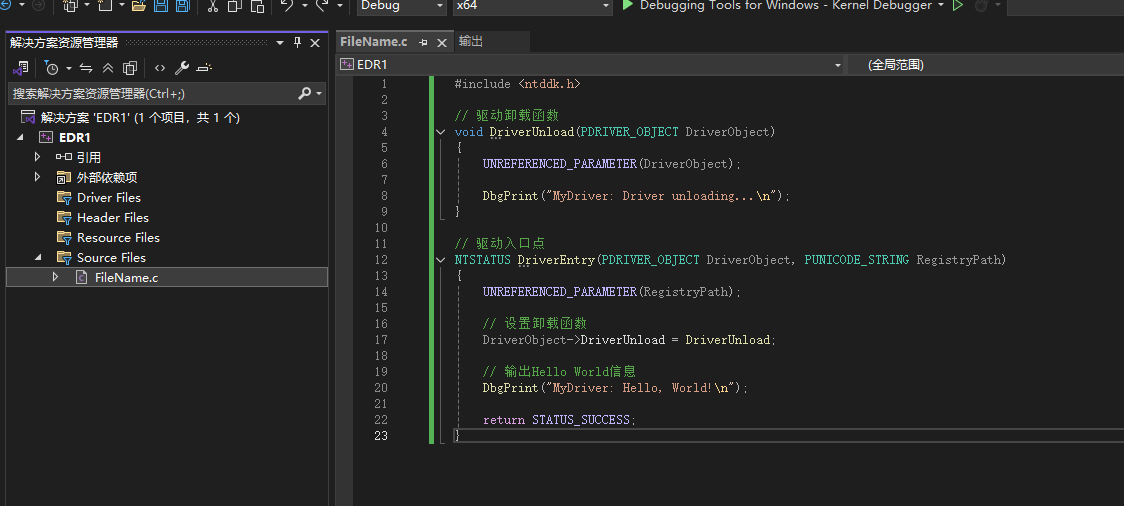 Debug
x64
Debugging Tools for Windows - Kernel Debugger
解决方案资源管理器
搜索解决方案资源管理器(Ctrl+;)
解决方案 'EDR1' (1 个项目，共 1 个)
EDR1
引用
外部依赖项
Driver Files
Header Files
Resource Files
Source Files
FileName.c
FileName.c
输出
EDR1
(全局范围)
1 #include <ntddk.h>
2
3 // 驱动卸载函数
4 void DriverUnload(PDRIVER_OBJECT DriverObject)
5 {
6 UNREFERENCED_PARAMETER(DriverObject);
7
8 DbgPrint("MyDriver: Driver unloading...\n");
9 }
10
11 // 驱动入口点
12 NTSTATUS DriverEntry(PDRIVER_OBJECT DriverObject, PUNICODE_STRING RegistryPath)
13 {
14 UNREFERENCED_PARAMETER(RegistryPath);
15
16 // 设置卸载函数
17 DriverObject->DriverUnload = DriverUnload;
18
19 // 输出Hello World信息
20 DbgPrint("MyDriver: Hello, World!\n");
21
22 return STATUS_SUCCESS;
23 }